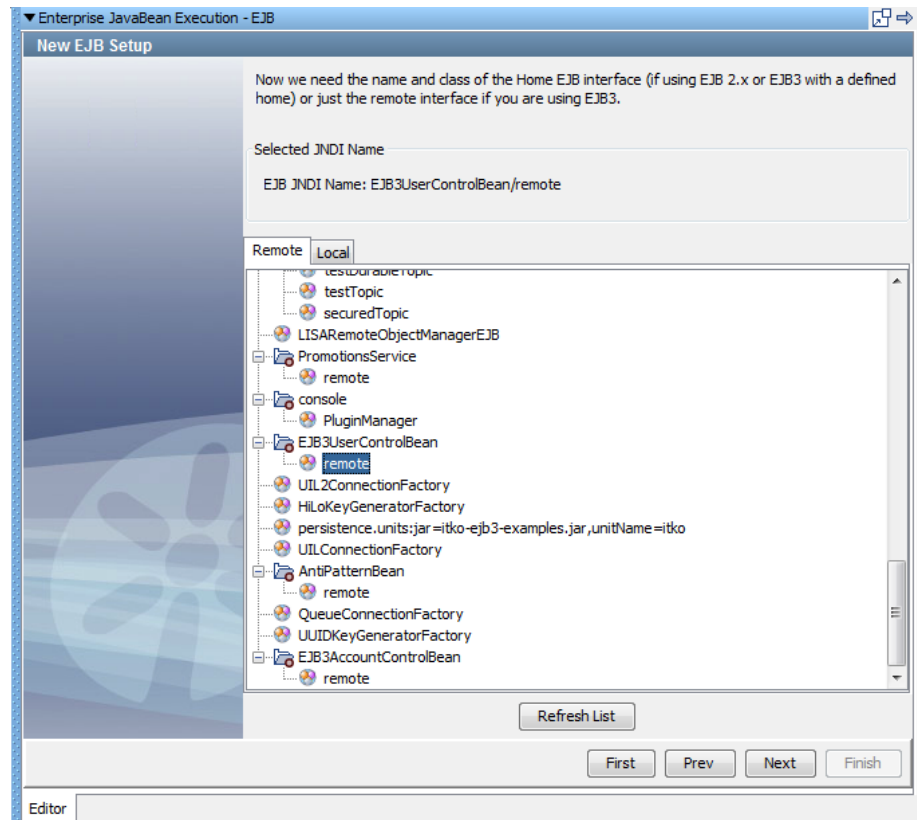 Enterprise JavaBean Execution - EJB
New EJB Setup
Now we need the name and class of the Home EJB interface (if using EJB 2.x or EJB3 with a defined
home) or just the remote interface if you are using EJB3.
Selected JNDI Name
EJB JNDI Name: EJB3UserControlBean/remote
Remote Local
testDurableTopic
testTopic
securedTopic
LISARemoteObjectManagerEJB
PromotionsService
remote
console
PluginManager
EJB3UserControlBean
remote
UIL2ConnectionFactory
HiLoKeyGeneratorFactory
persistence.units:jar=itko-ejb3-examples.jar,unitName=itko
UILConnectionFactory
AntiPatternBean
remote
QueueConnectionFactory
UUIDKeyGeneratorFactory
EJB3AccountControlBean
remote
Refresh List
First Prev Next Finish
Editor